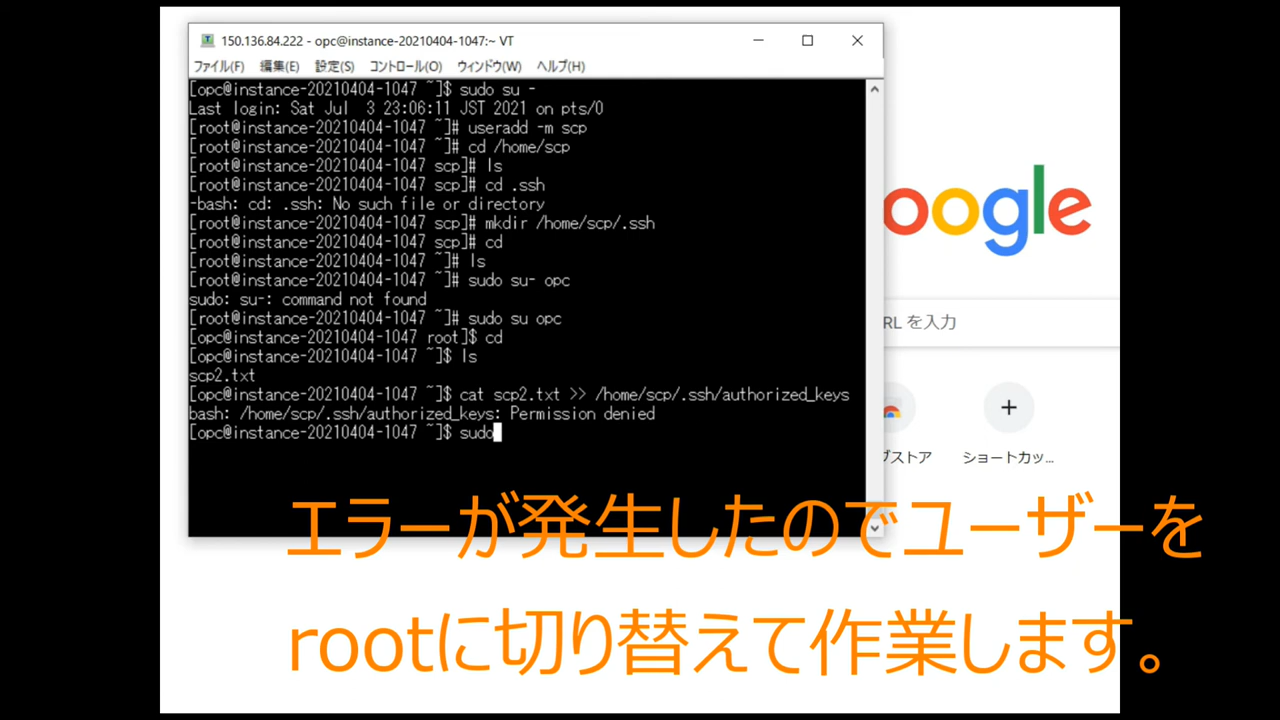 150.136.84.222 - opc@instance-20210404-1047:~ VT
ファイル(F) 編集(E) 設定(S) コントロール(O) ウィンドウ(W) ヘルプ(H)
[opc@instance-20210404-1047 ~]$ sudo su -
Last login: Sat Jul  3 23:06:11 JST 2021 on pts/0
[root@instance-20210404-1047 ~]# useradd -m scp
[root@instance-20210404-1047 ~]# cd /home/scp
[root@instance-20210404-1047 scp]# ls
[root@instance-20210404-1047 scp]# cd .ssh
-bash: cd: .ssh: No such file or directory
[root@instance-20210404-1047 scp]# mkdir /home/scp/.ssh
[root@instance-20210404-1047 scp]# cd
[root@instance-20210404-1047 ~]# ls
[root@instance-20210404-1047 ~]# sudo su- opc
sudo: su-: command not found
[root@instance-20210404-1047 ~]# sudo su opc
[opc@instance-20210404-1047 root]$ cd
[opc@instance-20210404-1047 ~]$ ls
scp2.txt
[opc@instance-20210404-1047 ~]$ cat scp2.txt >> /home/scp/.ssh/authorized_keys
bash: /home/scp/.ssh/authorized_keys: Permission denied
[opc@instance-20210404-1047 ~]$ sudo
oogle
RL を入力
ブストア
ショートカッ...
エラーが発生したのでユーザーを
rootに切り替えて作業します。